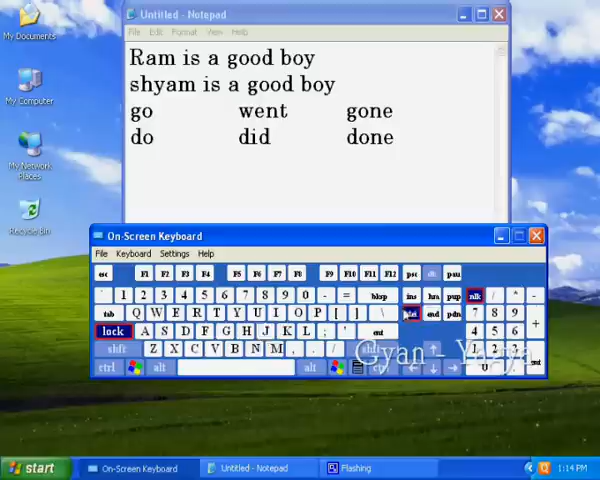 My Documents
My Computer
My Network
Places
Recycle Bin
Untitled - Notepad
File Edit Format View Help
Ram is a good boy
shyam is a good boy
go went gone
do did done
On-Screen Keyboard
File Keyboard Settings Help
esc F1 F2 F3 F4 F5 F6 F7 F8 F9 F10 F11 F12 psc slk pau
` 1 2 3 4 5 6 7 8 9 0 - = bksp ins hm pup nlk / * -
tab Q W E R T Y U I O P [ ] \ del end pdn 7 8 9 +
lock A S D F G H J K L ; ' ent 4 5 6
shft Z X C V B N M , . / shft ↑ 1 2 3 ent
ctrl alt alt ctrl ← ↓ → 0 .
Gyan - Yagya
start On-Screen Keyboard Untitled - Notepad Flashing 1:14 PM